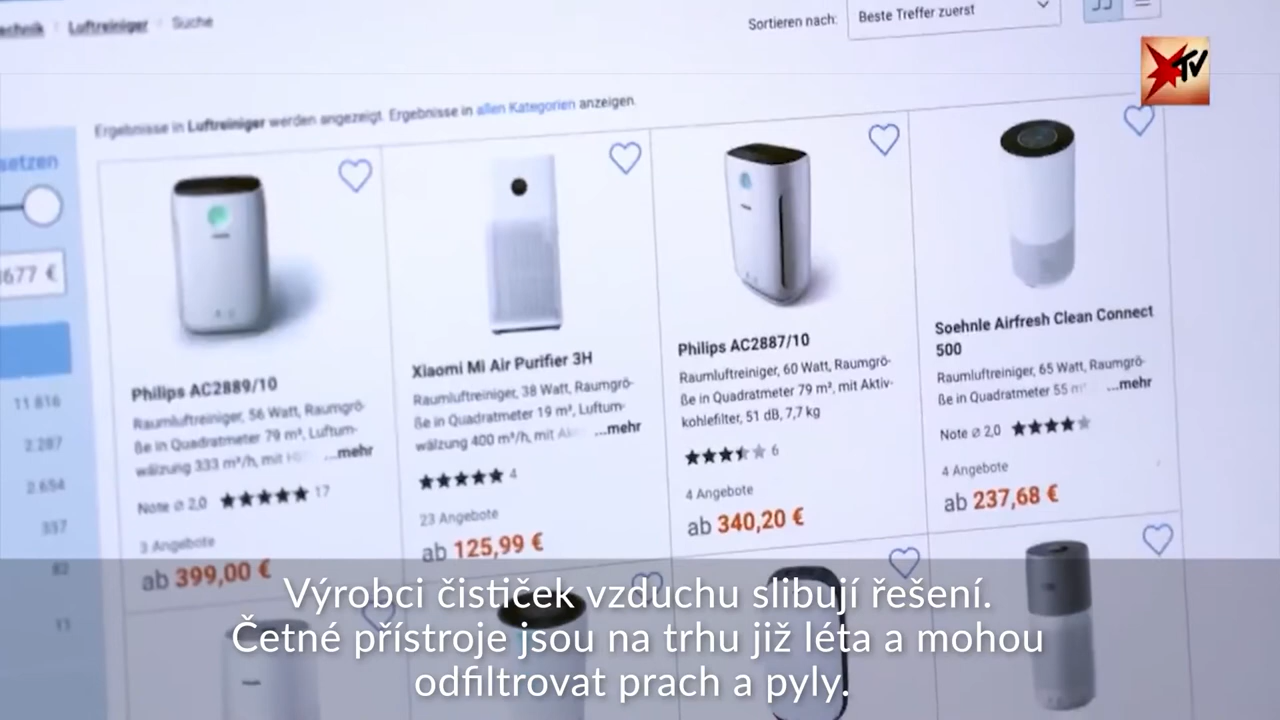 Luftreiniger
Suche
Sortieren nach:
Beste Treffer zuerst
TV
Ergebnisse in Luftreiniger werden angezeigt. Ergebnisse in allen Kategorien anzeigen
setzen
677 €
11 816
2 287
2 654
337
Philips AC2889/10
Raumluftreiniger, 56 Watt, Raumgrö-
ße in Quadratmeter 79 m², Luftum-
wälzung 333 m³/h, mit ...mehr
Note ⌀ 2,0
17
3 Angebote
ab 399,00 €
Xiaomi Mi Air Purifier 3H
Raumluftreiniger, 38 Watt, Raumgrö-
ße in Quadratmeter 19 m², Luftum-
wälzung 400 m³/h, mit ...mehr
4
23 Angebote
ab 125,99 €
Philips AC2887/10
Raumluftreiniger, 60 Watt, Raumgrö-
ße in Quadratmeter 79 m², mit Aktiv-
kohlefilter, 51 dB, 7,7 kg
6
4 Angebote
ab 340,20 €
Soehnle Airfresh Clean Connect
500
Raumluftreiniger, 65 Watt, Raumgrö-
ße in Quadratmeter 55 m² ...mehr
Note ⌀ 2,0
4 Angebote
ab 237,68 €
Výrobci čističek vzduchu slibují řešení.
Četné přístroje jsou na trhu již léta a mohou
odfiltrovat prach a pyly.